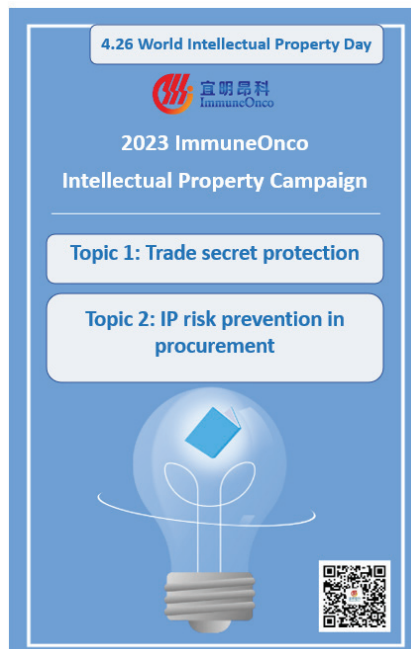 4.26 World Intellectual Property Day
宜明昂科
ImmuneOnco
2023 ImmuneOnco
Intellectual Property Campaign
Topic 1: Trade secret protection
Topic 2: IP risk prevention in
procurement